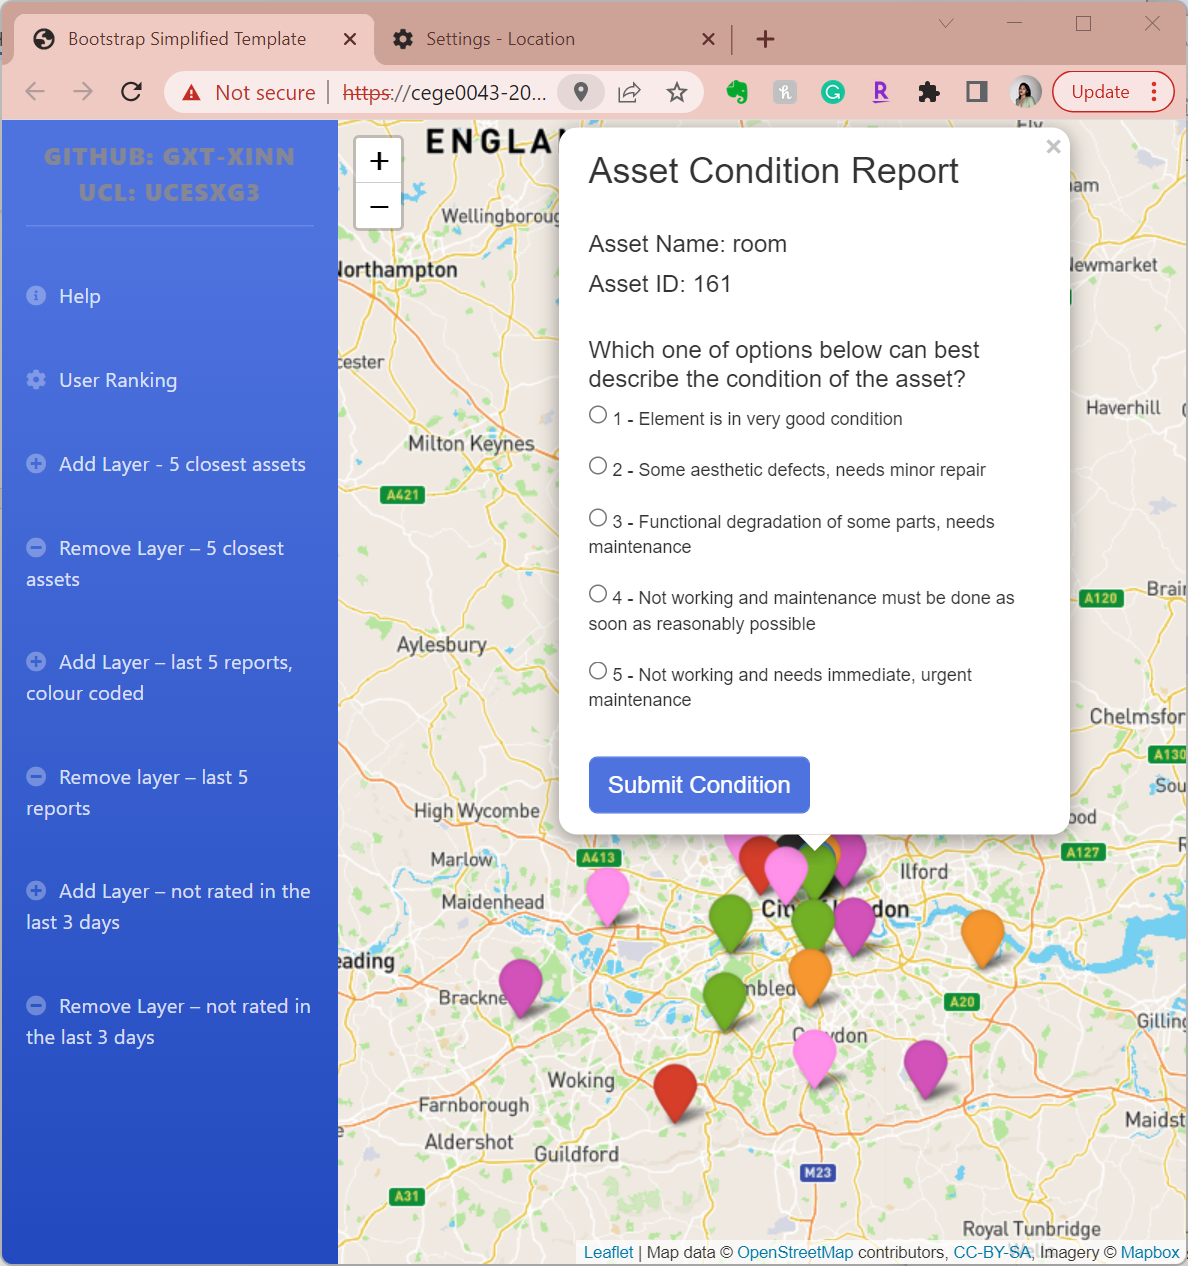 Bootstrap Simplified Template
Settings - Location
Not secure
https://cege0043-20...
Update
GITHUB: GXT-XINN
UCL: UCESXG3
Help
User Ranking
Add Layer - 5 closest assets
Remove Layer – 5 closest
assets
Add Layer – last 5 reports,
colour coded
Remove layer – last 5
reports
Add Layer – not rated in the
last 3 days
Remove Layer – not rated in
the last 3 days
+
−
Asset Condition Report
×
Asset Name: room
Asset ID: 161
Which one of options below can best
describe the condition of the asset?
1 - Element is in very good condition
2 - Some aesthetic defects, needs minor repair
3 - Functional degradation of some parts, needs
maintenance
4 - Not working and maintenance must be done as
soon as reasonably possible
5 - Not working and needs immediate, urgent
maintenance
Submit Condition
ENGLA
Ely
am
Wellingboroug
Northampton
Newmarket
cester
Haverhill
Milton Keynes
A421
Brain
A120
Aylesbury
Chelmsfor
A130
Sou
High Wycombe
ood
Marlow
A413
A127
Ilford
Maidenhead
City of London
eading
Brackne
mbled
A20
Gilling
Croydon
Woking
Farnborough
Maidst
Aldershot
Guildford
M23
A31
Royal Tunbridge
Leaflet | Map data © OpenStreetMap contributors, CC-BY-SA, Imagery © Mapbox